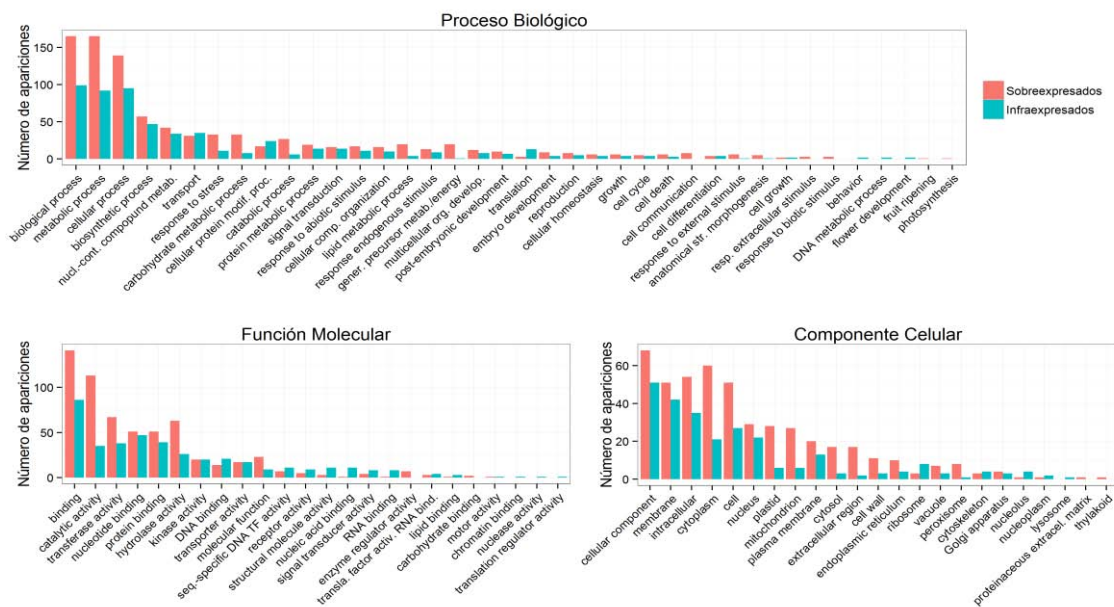 Proceso Biológico
Número de apariciones
150
100
50
0
biological process
metabolic process
cellular process
biosynthetic process
nucl.-cont. compound metab.
transport
response to stress
carbohydrate metabolic process
cellular protein modif. proc.
catabolic process
protein metabolic process
signal transduction
response to abiotic stimulus
cellular comp. organization
lipid metabolic process
response endogenous stimulus
gener. precursor metab./energy
multicellular org. develop.
post-embryonic development
translation
embryo development
reproduction
cellular homeostasis
growth
cell cycle
cell death
cell communication
cell differentiation
response to external stimulus
anatomical str. morphogenesis
cell growth
resp. extracellular stimulus
response to biotic stimulus
behavior
DNA metabolic process
flower development
fruit ripening
photosynthesis
Sobreexpresados
Infraexpresados
Función Molecular
Número de apariciones
100
50
0
binding
catalytic activity
transferase activity
nucleotide binding
protein binding
hydrolase activity
kinase activity
DNA binding
transporter activity
molecular function
seq.-specific DNA TF activity
receptor activity
structural molecule activity
nucleic acid binding
signal transducer activity
RNA binding
enzyme regulator activity
transla. factor activ. RNA bind.
lipid binding
carbohydrate binding
motor activity
chromatin binding
nuclease activity
translation regulator activity
Componente Celular
Número de apariciones
60
40
20
0
cellular component
membrane
intracellular
cytoplasm
cell
nucleus
plastid
mitochondrion
plasma membrane
cytosol
extracellular region
cell wall
endoplasmic reticulum
ribosome
vacuole
peroxisome
cytoskeleton
Golgi apparatus
nucleolus
nucleoplasm
lysosome
proteinaceous extracel. matrix
thylakoid